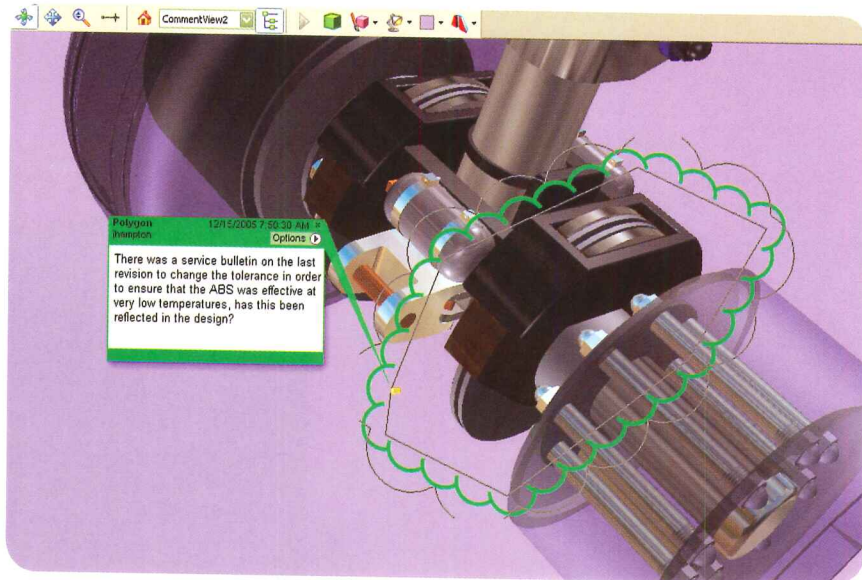 CommentView2
Polygon 12/15/2005 7:50:30 AM
jhampton
Options
There was a service bulletin on the last
revision to change the tolerance in order
to ensure that the ABS was effective at
very low temperatures, has this been
reflected in the design?